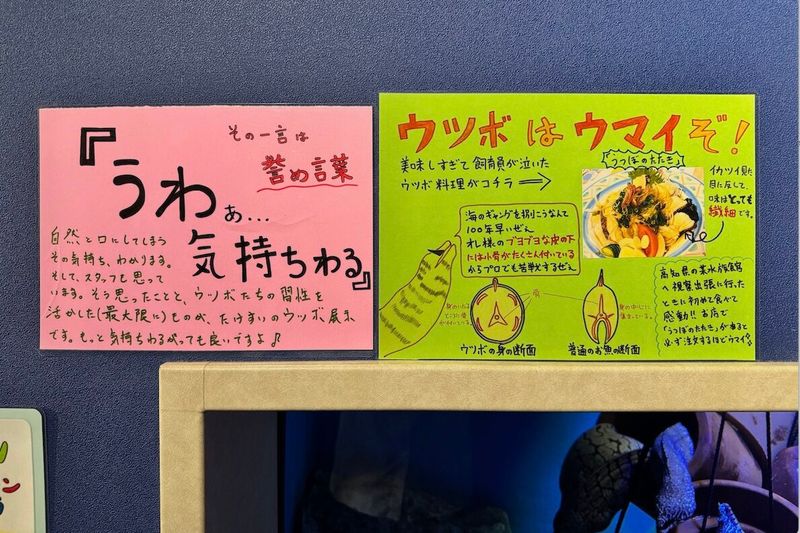 その一言は
誉め言葉
『うわぁ…
気持ちわる』
自然と口にしてしまう
その気持ち、わかります。
そして、スタッフも思って
います。そう思ったことと、ウツボたちの習性を
活かした(最大限に)ものが、たけすいのウツボ展示
です。もっと気持ちわるがっても良いですよ♪
ウツボはウマイぞ!
美味しすぎて飼育員が泣いた
ウツボ料理がコチラ
うつぼのたたき
イカツイ見た
目に反して、
味はとっても
繊細です。
海のギャングを捌こうなんて
100年早いぜぇ
オレ様のブヨブヨな皮の下
には小骨がたくさん付いている
からプロでも苦戦するぜぇ
骨
ウツボの身の断面
普通のお魚の断面
高知県の某水族館
へ視察出張に行った
ときに初めて食べて
感動!!お店で
「うつぼのたたき」があると
必ず注文するほどウマイ♪